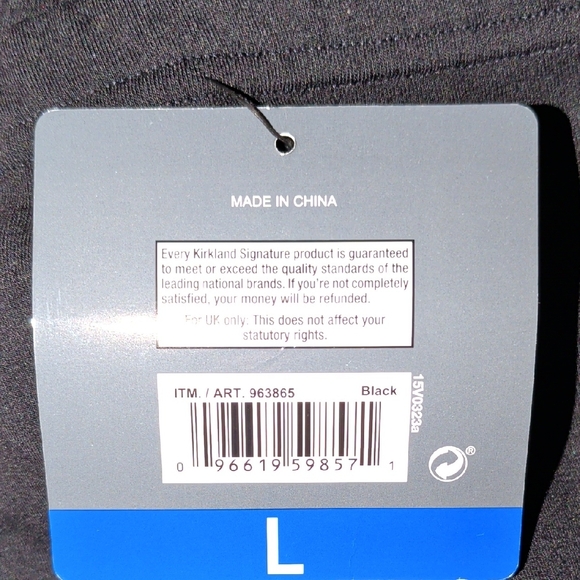 MADE IN CHINA
Every Kirkland Signature product is guaranteed
to meet or exceed the quality standards of the
leading national brands. If you're not completely
satisfied, your money will be refunded.
For UK only: This does not affect your
statutory rights.
ITM. / ART. 963865 Black
0 96619 59857 1
15V0323a
®
L